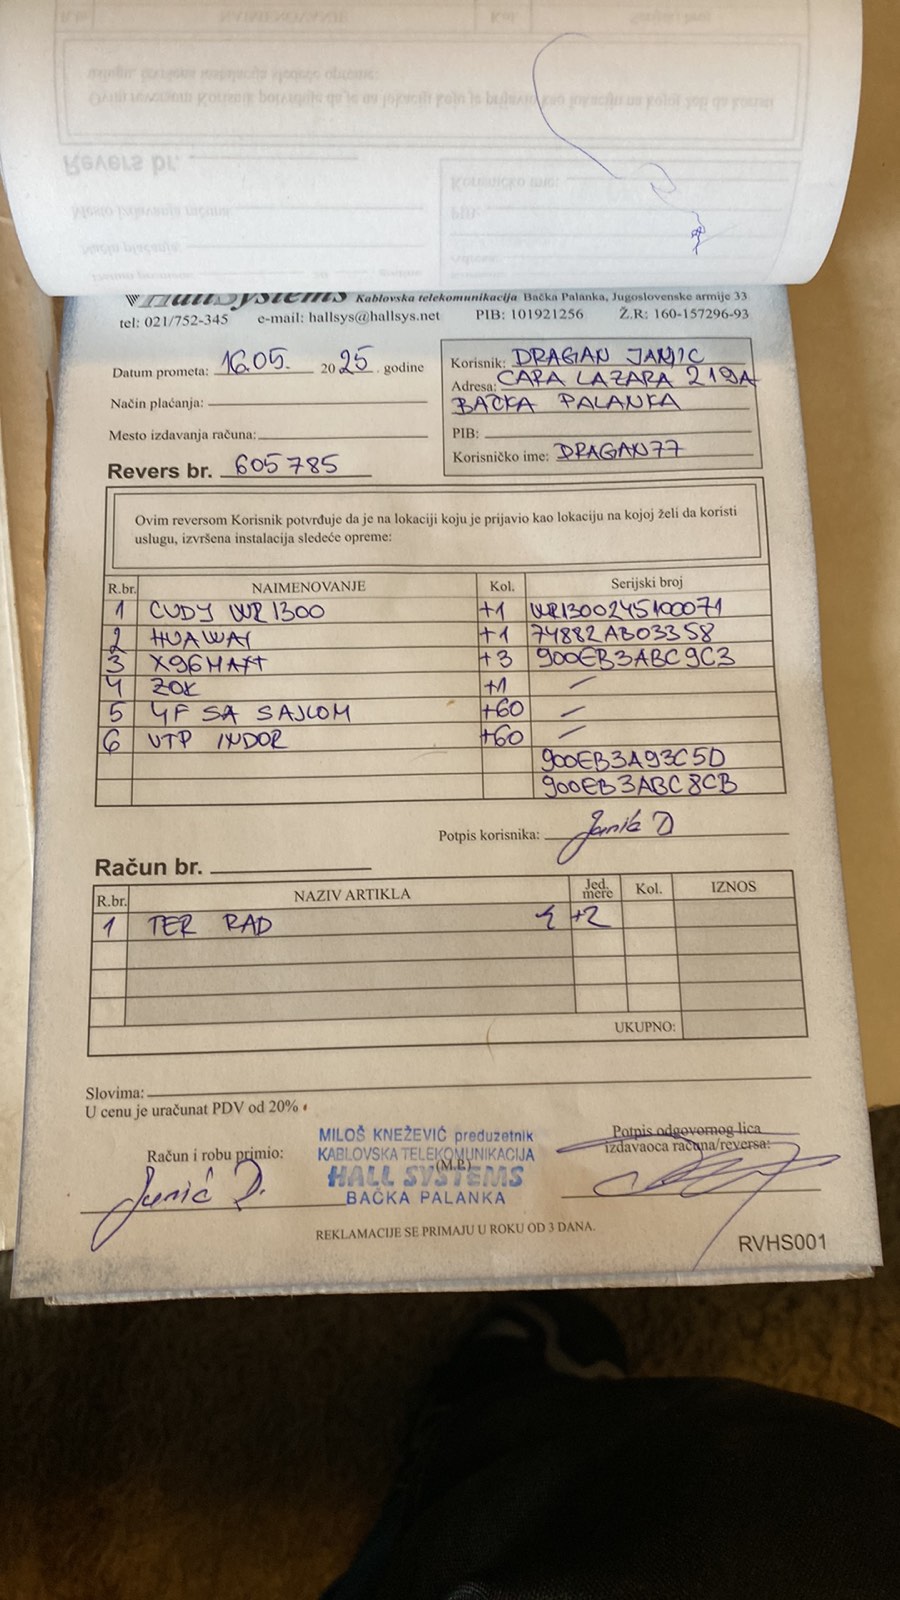 HallSystems Kablovska telekomunikacija Bačka Palanka, Jugoslovenske armije 33
tel: 021/752-345 e-mail: hallsys@hallsys.net PIB: 101921256 Ž.R: 160-157296-93
Datum prometa: 16.05. 2025. godine
Način plaćanja:
Mesto izdavanja računa:
Revers br. 605785
Korisnik: DRAGAN JANJIC
Adresa: CARA LAZARA 219A
BAČKA PALANKA
PIB:
Korisničko ime: DRAGAN77
Ovim reversom Korisnik potvrđuje da je na lokaciji koju je prijavio kao lokaciju na kojoj želi da koristi
uslugu, izvršena instalacija sledeće opreme:
R.br. NAIMENOVANJE Kol. Serijski broj
1 CUDY WR1300 +1 WR1300245100071
2 HUAWAY +1 74882AB03358
3 X96MAX+ +3 900EB3ABC9C3
4 ZOK +1 –
5 4F SA SAJLOM +60 –
6 UTP INDOR +60 –
900EB3A93C5D
900EB3ABC8CB
Potpis korisnika: Janić D
Račun br.
R.br. NAZIV ARTIKLA Jed. mere Kol. IZNOS
1 TER RAD +2
UKUPNO:
Slovima:
U cenu je uračunat PDV od 20%
Račun i robu primio:
Janić D.
MILOŠ KNEŽEVIĆ preduzetnik
KABLOVSKA TELEKOMUNIKACIJA
(M.P.)
HALL SYSTEMS
BAČKA PALANKA
Potpis odgovornog lica
izdavaoca računa/reversa:
REKLAMACIJE SE PRIMAJU U ROKU OD 3 DANA.
RVHS001